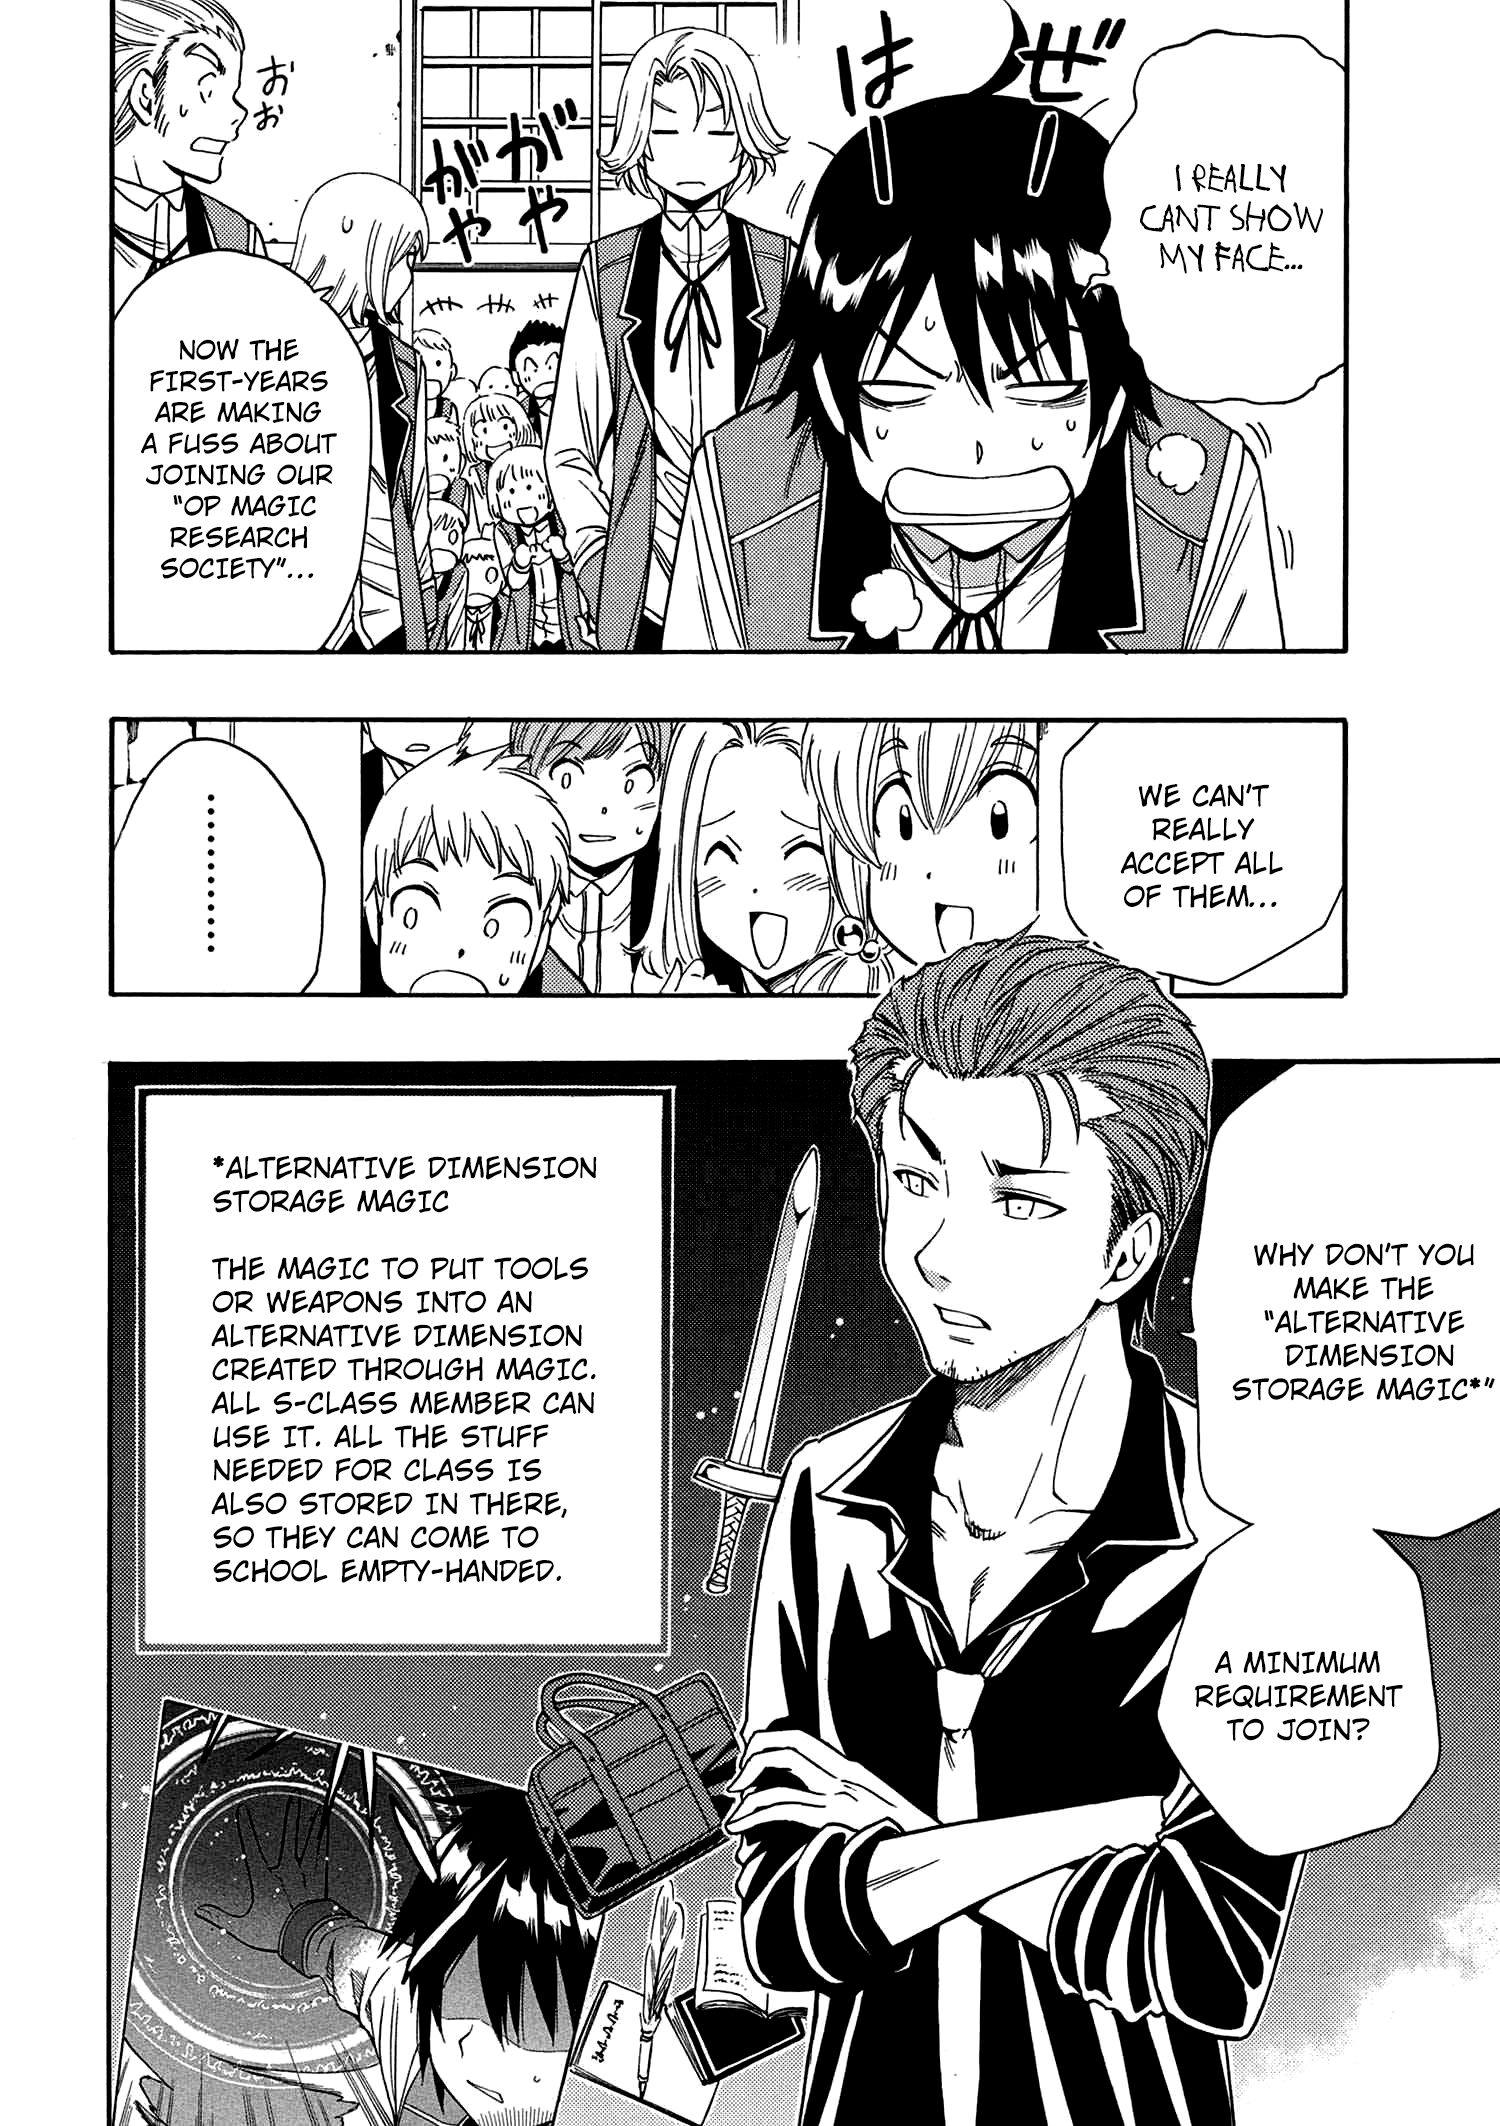 I REALLY
CANT SHOW
MY FACE...
ぜ
は
ガヤ
ガヤ
おお
NOW THE
FIRST-YEARS
ARE MAKING
A FUSS ABOUT
JOINING OUR
"OP MAGIC
RESEARCH
SOCIETY"...
WE CAN'T
REALLY
ACCEPT ALL
OF THEM...
.........
WHY DON'T YOU
MAKE THE
"ALTERNATIVE
DIMENSION
STORAGE MAGIC*"
A MINIMUM
REQUIREMENT
TO JOIN?
*ALTERNATIVE DIMENSION
STORAGE MAGIC
THE MAGIC TO PUT TOOLS
OR WEAPONS INTO AN
ALTERNATIVE DIMENSION
CREATED THROUGH MAGIC.
ALL S-CLASS MEMBER CAN
USE IT. ALL THE STUFF
NEEDED FOR CLASS IS
ALSO STORED IN THERE,
SO THEY CAN COME TO
SCHOOL EMPTY-HANDED.